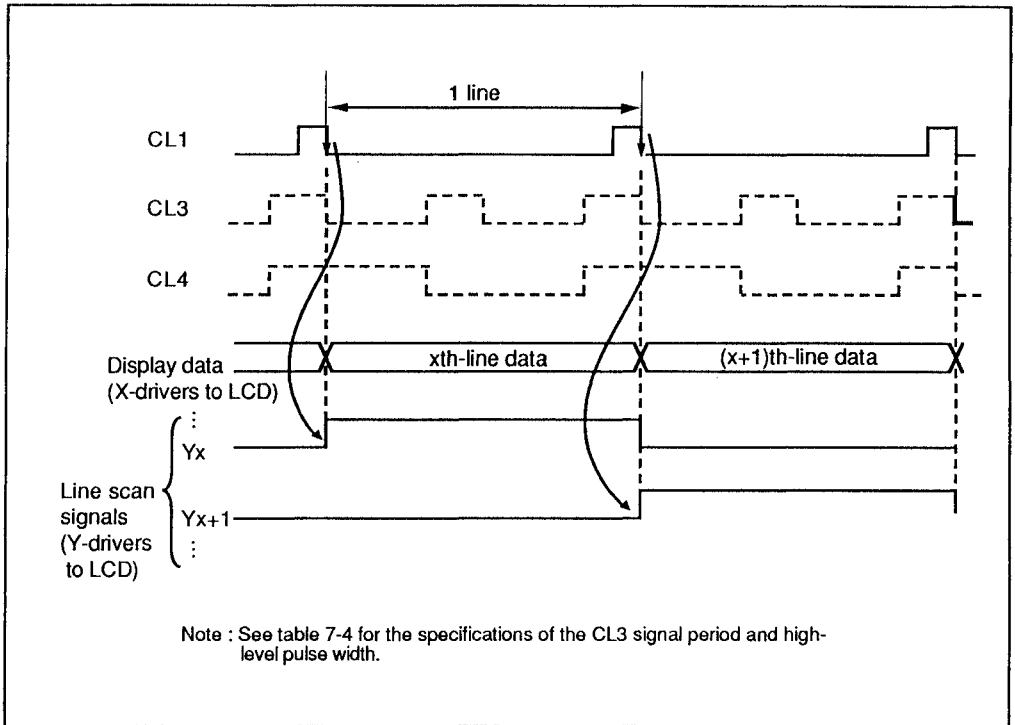 1 line
CL1
CL3
CL4
Display data
(X-drivers to LCD)
xth-line data
(x+1)th-line data
Line scan
signals
(Y-drivers
to LCD)
⋮
Yx
Yx+1
⋮
Note : See table 7-4 for the specifications of the CL3 signal period and high-
level pulse width.